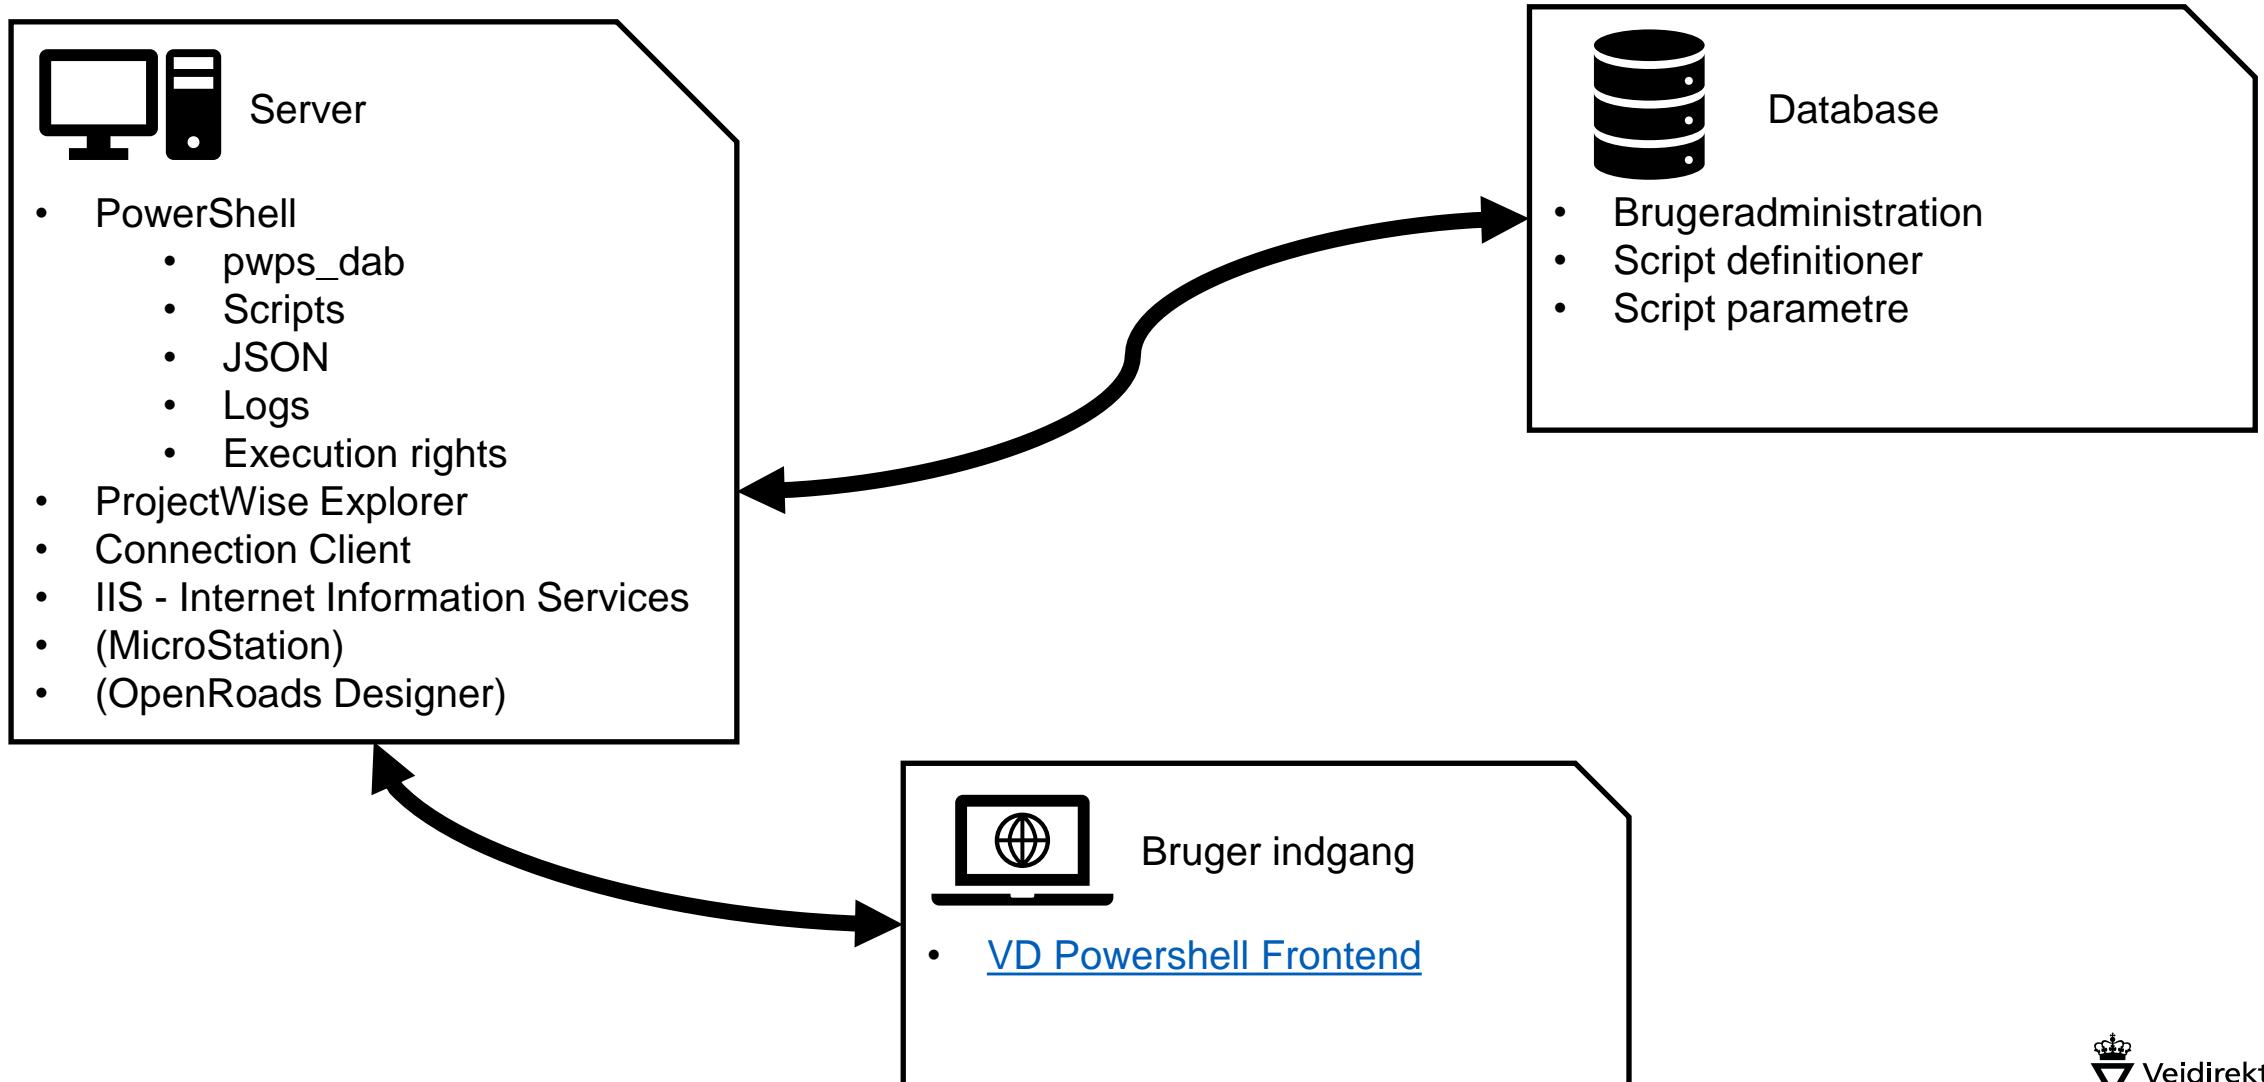 Server
• PowerShell
• pwps_dab
• Scripts
• JSON
• Logs
• Execution rights
• ProjectWise Explorer
• Connection Client
• IIS - Internet Information Services
• (MicroStation)
• (OpenRoads Designer)
Database
• Brugeradministration
• Script definitioner
• Script parametre
Bruger indgang
• VD Powershell Frontend